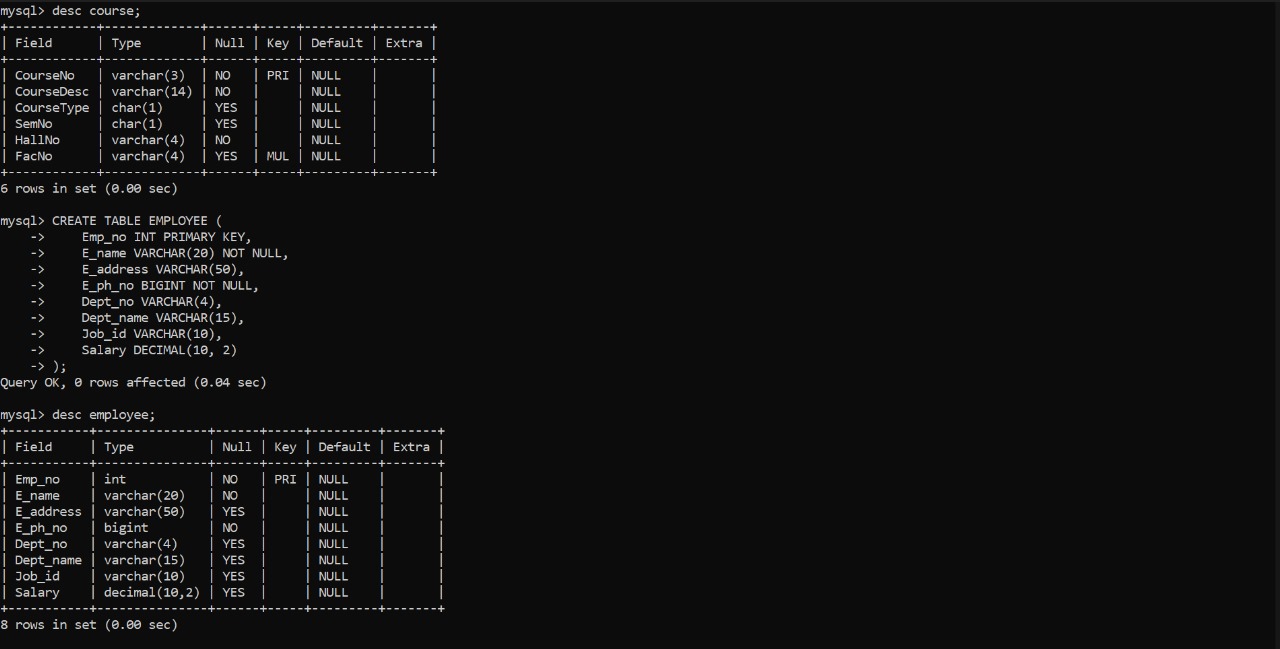 mysql> desc course;
+------------+-------------+------+-----+---------+-------+
| Field      | Type        | Null | Key | Default | Extra |
+------------+-------------+------+-----+---------+-------+
| CourseNo   | varchar(3)  | NO   | PRI | NULL    |       |
| CourseDesc | varchar(14) | NO   |     | NULL    |       |
| CourseType | char(1)     | YES  |     | NULL    |       |
| SemNo      | char(1)     | YES  |     | NULL    |       |
| HallNo     | varchar(4)  | NO   |     | NULL    |       |
| FacNo      | varchar(4)  | YES  | MUL | NULL    |       |
+------------+-------------+------+-----+---------+-------+
6 rows in set (0.00 sec)

mysql> CREATE TABLE EMPLOYEE (
    ->     Emp_no INT PRIMARY KEY,
    ->     E_name VARCHAR(20) NOT NULL,
    ->     E_address VARCHAR(50),
    ->     E_ph_no BIGINT NOT NULL,
    ->     Dept_no VARCHAR(4),
    ->     Dept_name VARCHAR(15),
    ->     Job_id VARCHAR(10),
    ->     Salary DECIMAL(10, 2)
    -> );
Query OK, 0 rows affected (0.04 sec)

mysql> desc employee;
+-----------+---------------+------+-----+---------+-------+
| Field     | Type          | Null | Key | Default | Extra |
+-----------+---------------+------+-----+---------+-------+
| Emp_no    | int           | NO   | PRI | NULL    |       |
| E_name    | varchar(20)   | NO   |     | NULL    |       |
| E_address | varchar(50)   | YES  |     | NULL    |       |
| E_ph_no   | bigint        | NO   |     | NULL    |       |
| Dept_no   | varchar(4)    | YES  |     | NULL    |       |
| Dept_name | varchar(15)   | YES  |     | NULL    |       |
| Job_id    | varchar(10)   | YES  |     | NULL    |       |
| Salary    | decimal(10,2) | YES  |     | NULL    |       |
+-----------+---------------+------+-----+---------+-------+
8 rows in set (0.00 sec)